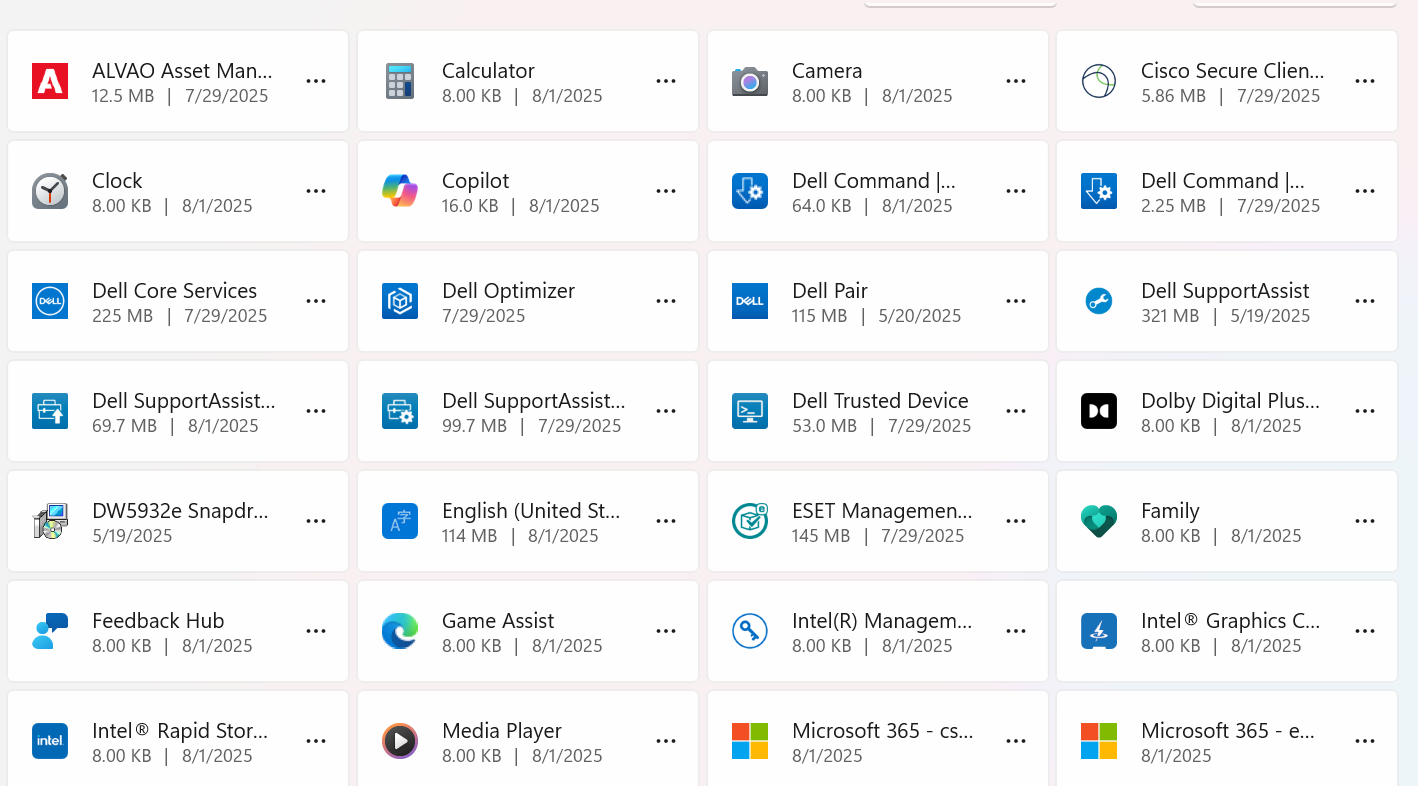 ALVAO Asset Man...
12.5 MB | 7/29/2025
Calculator
8.00 KB | 8/1/2025
Camera
8.00 KB | 8/1/2025
Cisco Secure Clien...
5.86 MB | 7/29/2025
Clock
8.00 KB | 8/1/2025
Copilot
16.0 KB | 8/1/2025
Dell Command |...
64.0 KB | 8/1/2025
Dell Command |...
2.25 MB | 7/29/2025
DELL
Dell Core Services
225 MB | 7/29/2025
Dell Optimizer
7/29/2025
DELL
Dell Pair
115 MB | 5/20/2025
Dell SupportAssist
321 MB | 5/19/2025
Dell SupportAssist...
69.7 MB | 8/1/2025
Dell SupportAssist...
99.7 MB | 7/29/2025
Dell Trusted Device
53.0 MB | 7/29/2025
Dolby Digital Plus...
8.00 KB | 8/1/2025
DW5932e Snapdr...
5/19/2025
A字
English (United St...
114 MB | 8/1/2025
ESET Managemen...
145 MB | 7/29/2025
Family
8.00 KB | 8/1/2025
Feedback Hub
8.00 KB | 8/1/2025
Game Assist
8.00 KB | 8/1/2025
Intel(R) Managem...
8.00 KB | 8/1/2025
Intel® Graphics C...
8.00 KB | 8/1/2025
intel.
Intel® Rapid Stor...
8.00 KB | 8/1/2025
Media Player
8.00 KB | 8/1/2025
Microsoft 365 - cs...
8/1/2025
Microsoft 365 - e...
8/1/2025